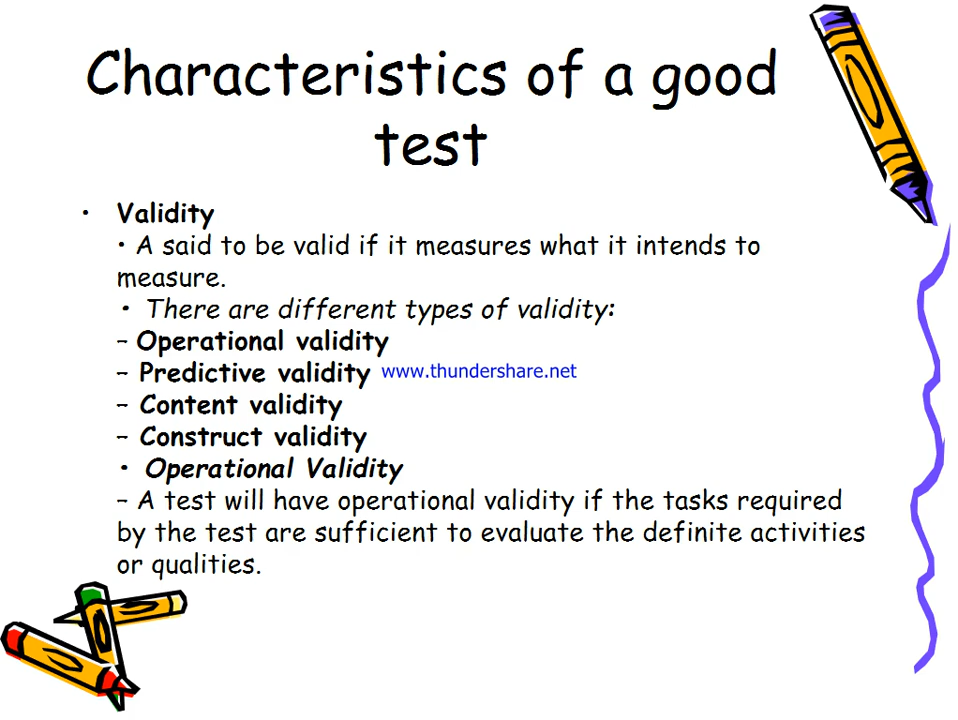 Characteristics of a good
test
• Validity
• A said to be valid if it measures what it intends to
measure.
• There are different types of validity:
– Operational validity
– Predictive validity www.thundershare.net
– Content validity
– Construct validity
• Operational Validity
– A test will have operational validity if the tasks required
by the test are sufficient to evaluate the definite activities
or qualities.